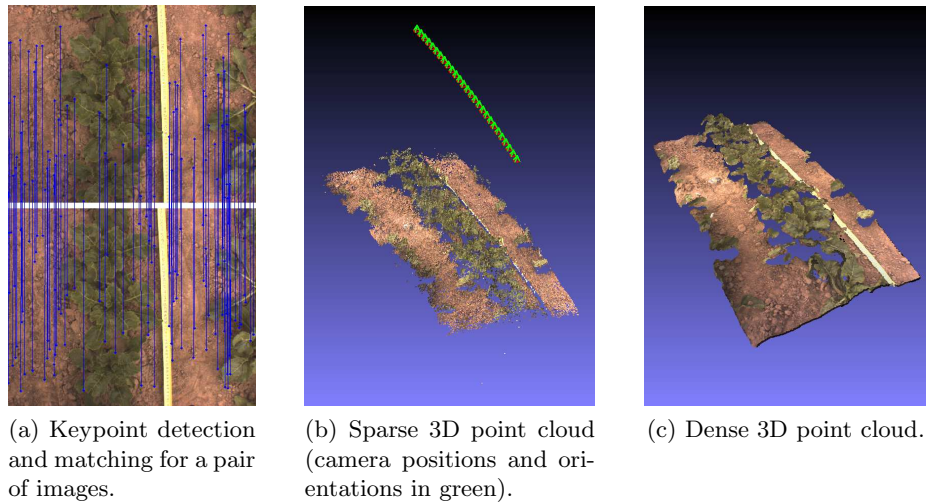 (a) Keypoint detection
and matching for a pair
of images.
(b) Sparse 3D point cloud
(camera positions and ori-
entations in green).
(c) Dense 3D point cloud.